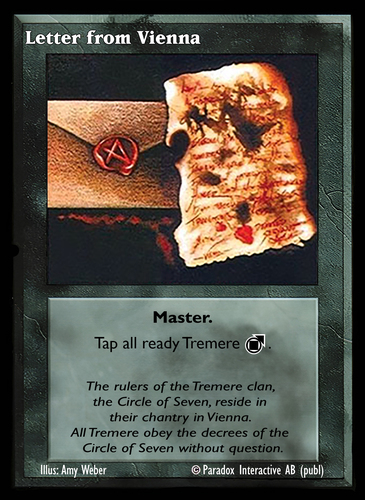 Letter from Vienna
Master.
Tap all ready Tremere .
The rulers of the Tremere clan,
the Circle of Seven, reside in
their chantry in Vienna.
All Tremere obey the decrees of the
Circle of Seven without question.
Illus: Amy Weber © Paradox Interactive AB (publ)